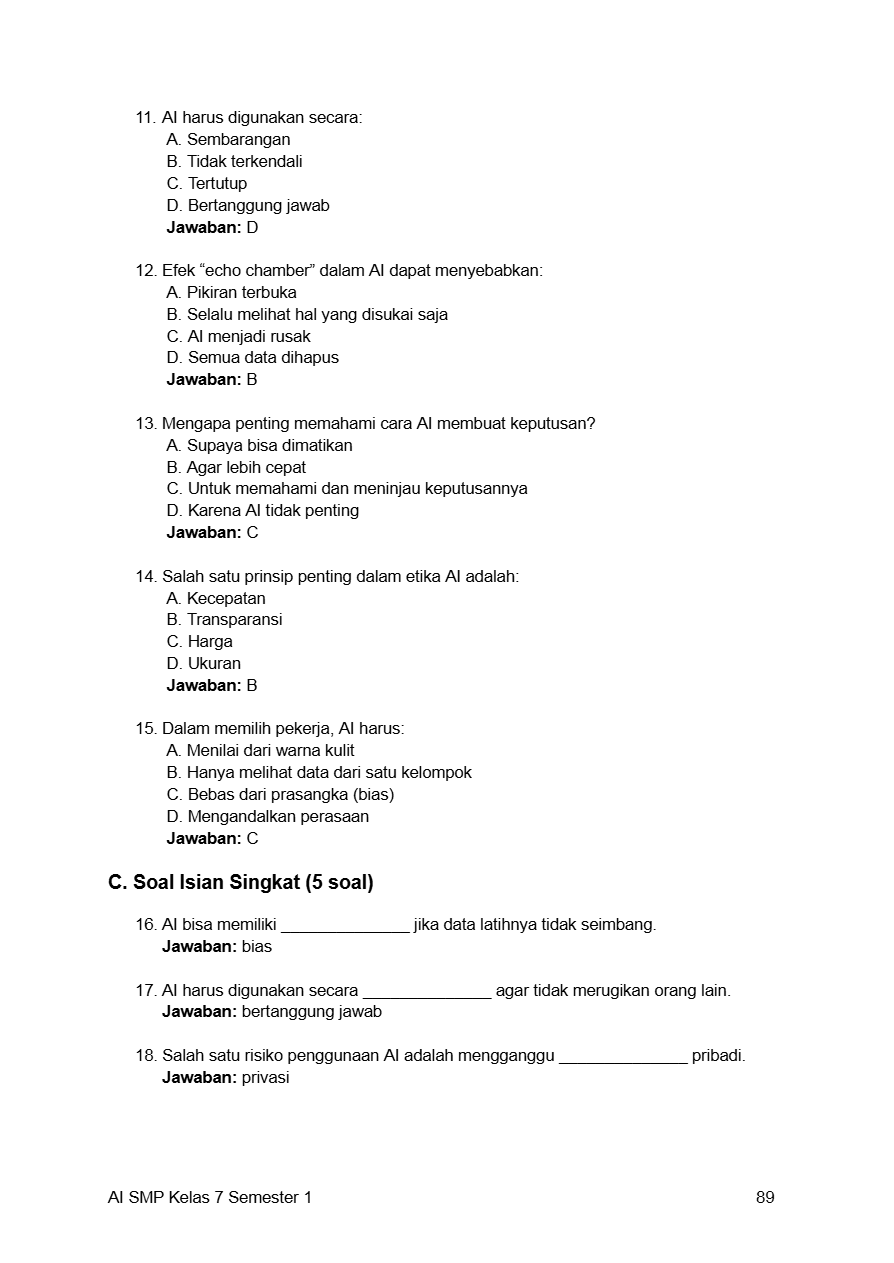 11. AI harus digunakan secara:
A. Sembarangan
B. Tidak terkendali
C. Tertutup
D. Bertanggung jawab
Jawaban: D
12. Efek “echo chamber” dalam AI dapat menyebabkan:
A. Pikiran terbuka
B. Selalu melihat hal yang disukai saja
C. AI menjadi rusak
D. Semua data dihapus
Jawaban: B
13. Mengapa penting memahami cara AI membuat keputusan?
A. Supaya bisa dimatikan
B. Agar lebih cepat
C. Untuk memahami dan meninjau keputusannya
D. Karena AI tidak penting
Jawaban: C
14. Salah satu prinsip penting dalam etika AI adalah:
A. Kecepatan
B. Transparansi
C. Harga
D. Ukuran
Jawaban: B
15. Dalam memilih pekerja, AI harus:
A. Menilai dari warna kulit
B. Hanya melihat data dari satu kelompok
C. Bebas dari prasangka (bias)
D. Mengandalkan perasaan
Jawaban: C
C. Soal Isian Singkat (5 soal)
16. AI bisa memiliki ______________ jika data latihnya tidak seimbang.
Jawaban: bias
17. AI harus digunakan secara ______________ agar tidak merugikan orang lain.
Jawaban: bertanggung jawab
18. Salah satu risiko penggunaan AI adalah mengganggu ______________ pribadi.
Jawaban: privasi
AI SMP Kelas 7 Semester 1 89